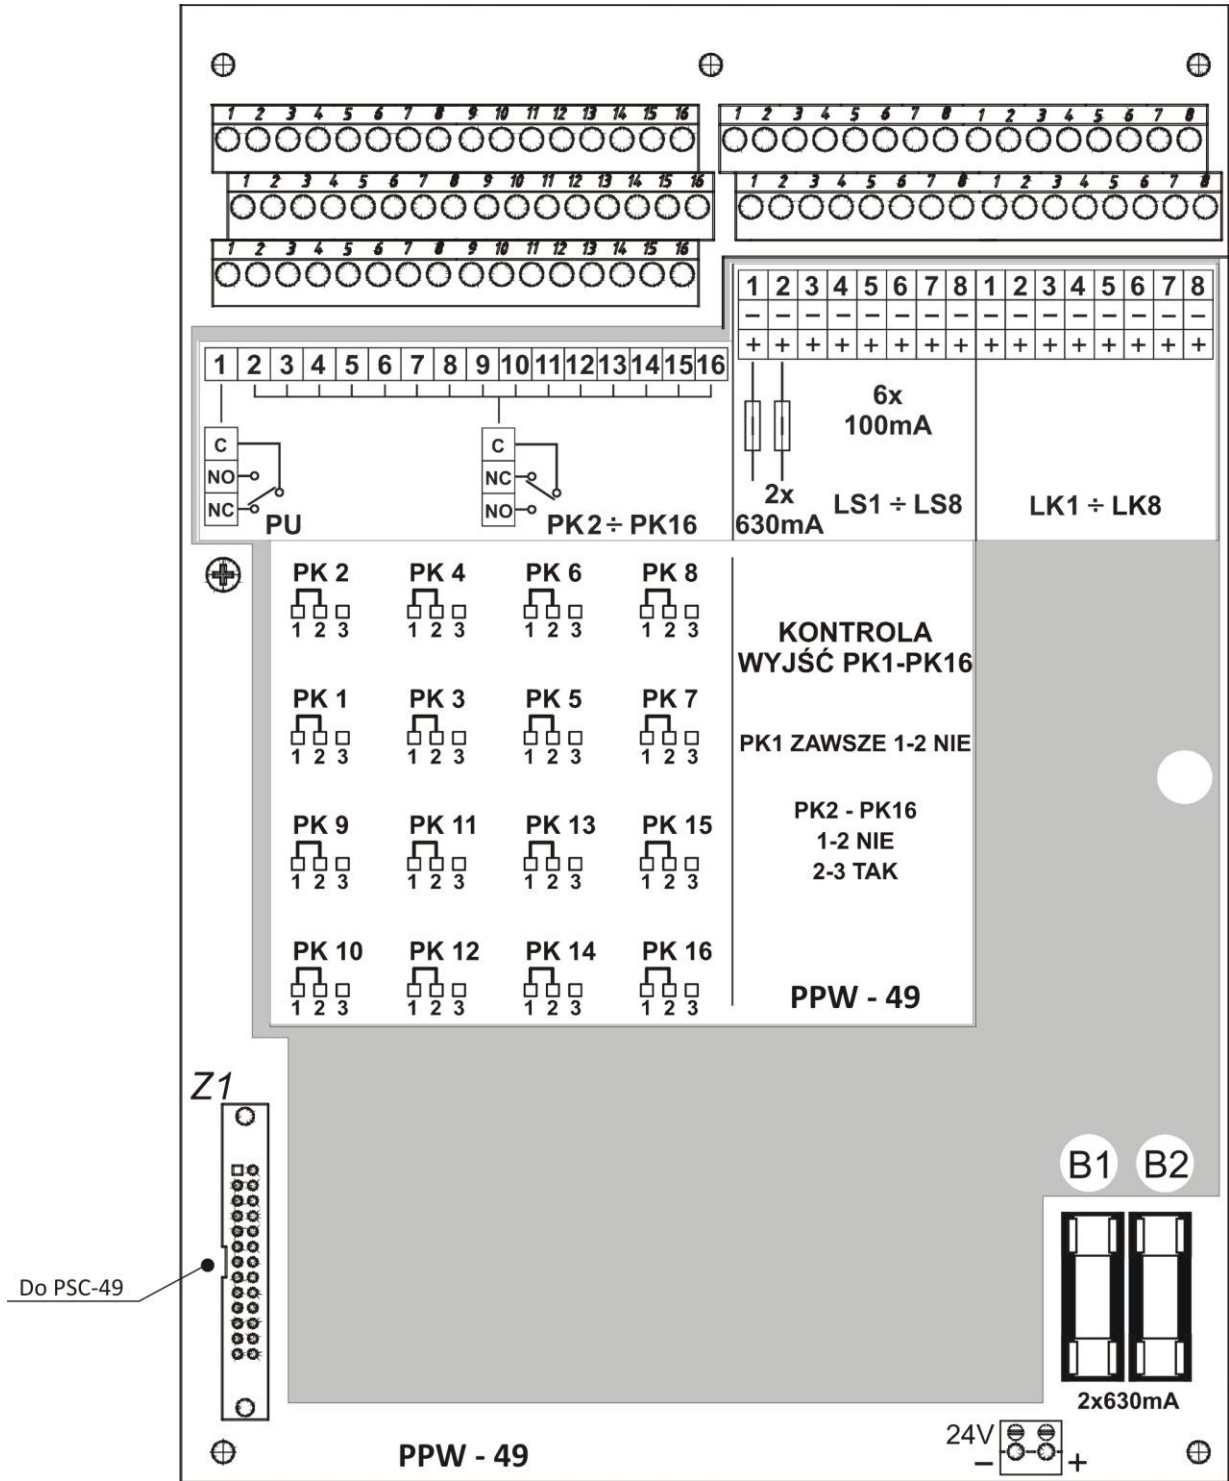 1 2 3 4 5 6 7 8 9 10 11 12 13 14 15 16
1 2 3 4 5 6 7 8 1 2 3 4 5 6 7 8
1 2 3 4 5 6 7 8 9 10 11 12 13 14 15 16
1 2 3 4 5 6 7 8 1 2 3 4 5 6 7 8
1 2 3 4 5 6 7 8 9 10 11 12 13 14 15 16
1 2 3 4 5 6 7 8 1 2 3 4 5 6 7 8
− − − − − − − − − − − − − − − −
+ + + + + + + + + + + + + + + +
1 2 3 4 5 6 7 8 9 10 11 12 13 14 15 16
C
NO
NC
PU
C
NC
NO
PK2 ÷ PK16
6x
100mA
2x
630mA
LS1 ÷ LS8
LK1 ÷ LK8
PK 2 PK 4 PK 6 PK 8
1 2 3 1 2 3 1 2 3 1 2 3
PK 1 PK 3 PK 5 PK 7
1 2 3 1 2 3 1 2 3 1 2 3
PK 9 PK 11 PK 13 PK 15
1 2 3 1 2 3 1 2 3 1 2 3
PK 10 PK 12 PK 14 PK 16
1 2 3 1 2 3 1 2 3 1 2 3
KONTROLA
WYJŚĆ PK1-PK16
PK1 ZAWSZE 1-2 NIE
PK2 - PK16
1-2 NIE
2-3 TAK
PPW - 49
Z1
Do PSC-49
B1 B2
2x630mA
24V
− +
PPW - 49